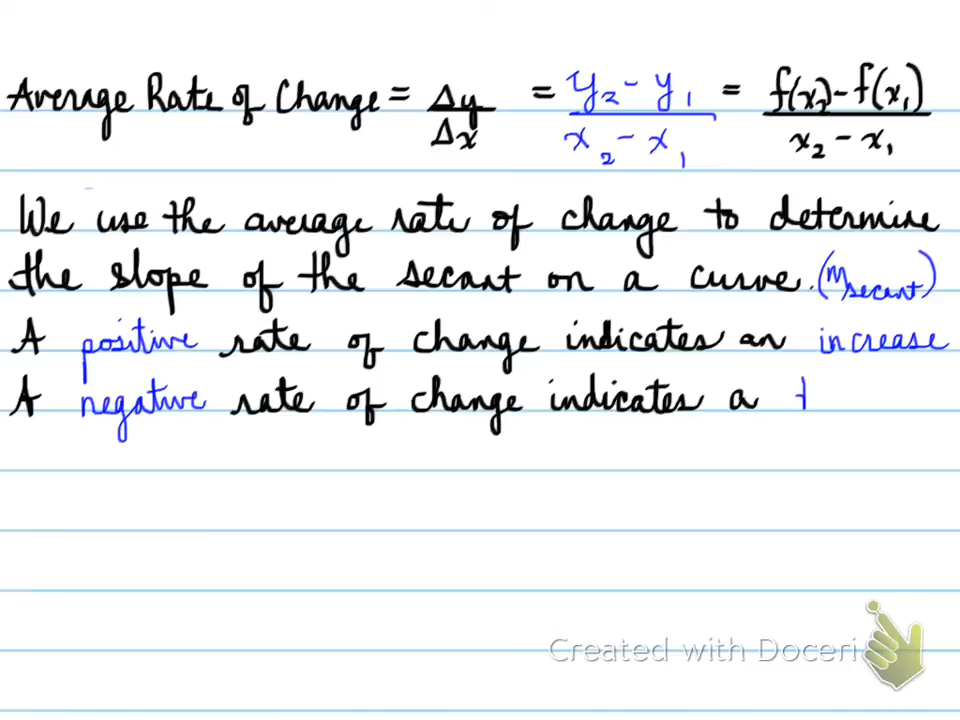 Average Rate of Change = Δy/Δx = y₂ - y₁/x₂ - x₁ = f(x₂) - f(x₁)/x₂ - x₁
We use the average rate of change to determine
the slope of the secant on a curve. (m secant)
A positive rate of change indicates an increase
A negative rate of change indicates a
Created with Doceri